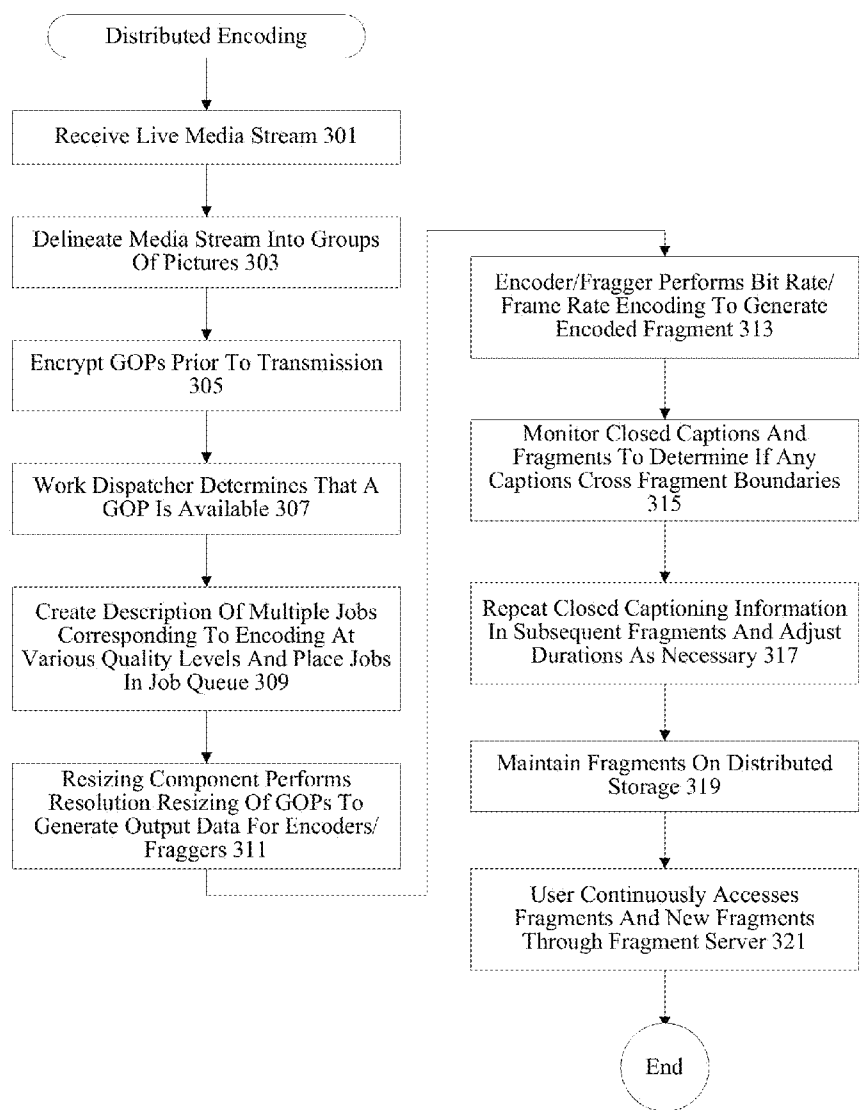 Distributed Encoding
Receive Live Media Stream 301
Delineate Media Stream Into Groups
Of Pictures 303
Encrypt GOPs Prior To Transmission
305
Work Dispatcher Determines That A
GOP Is Available 307
Create Description Of Multiple Jobs
Corresponding To Encoding At
Various Quality Levels And Place Jobs
In Job Queue 309
Resizing Component Performs
Resolution Resizing Of GOPs To
Generate Output Data For Encoders/
Fraggers 311
Encoder/Fragger Performs Bit Rate/
Frame Rate Encoding To Generate
Encoded Fragment 313
Monitor Closed Captions And
Fragments To Determine If Any
Captions Cross Fragment Boundaries
315
Repeat Closed Captioning Information
In Subsequent Fragments And Adjust
Durations As Necessary 317
Maintain Fragments On Distributed
Storage 319
User Continuously Accesses
Fragments And New Fragments
Through Fragment Server 321
End